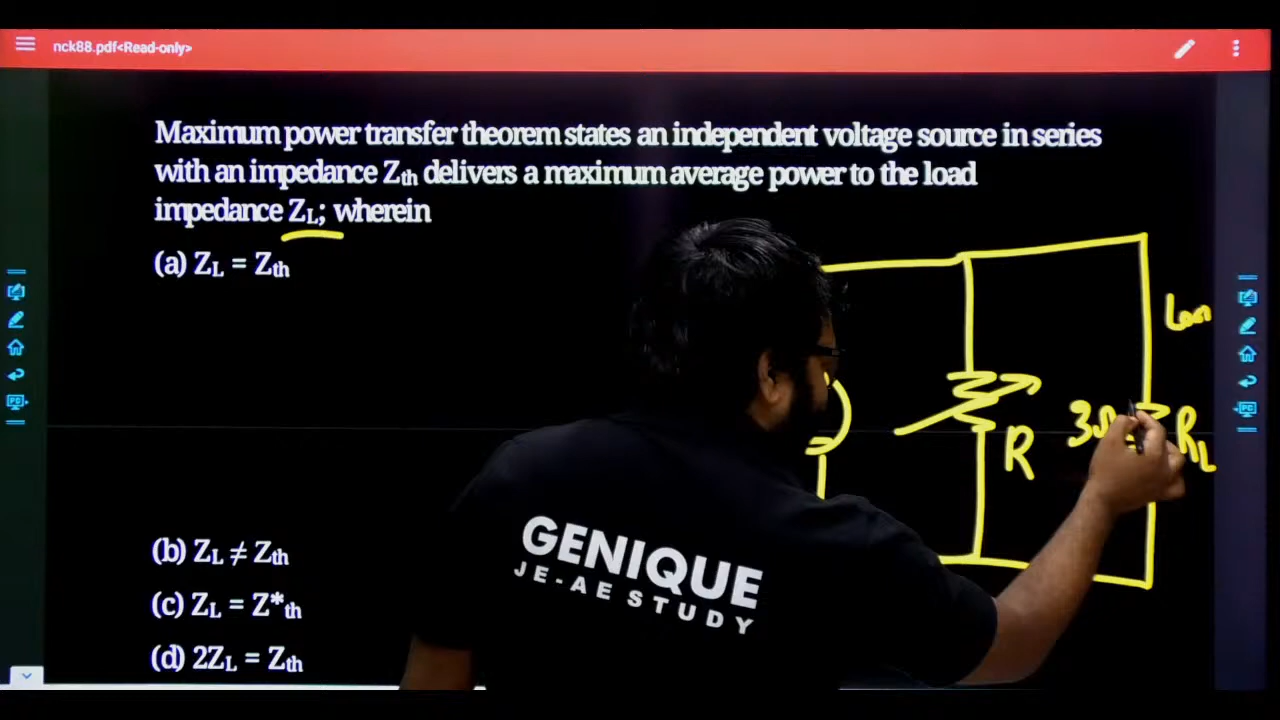 nck88.pdf<Read-only>
Maximum power transfer theorem states an independent voltage source in series
with an impedance Zth delivers a maximum average power to the load
impedance ZL; wherein
(a) ZL = Zth
(b) ZL ≠ Zth
(c) ZL = Z*th
(d) 2ZL = Zth
R
3Ω
RL
GENIQUE
JE-AE STUDY